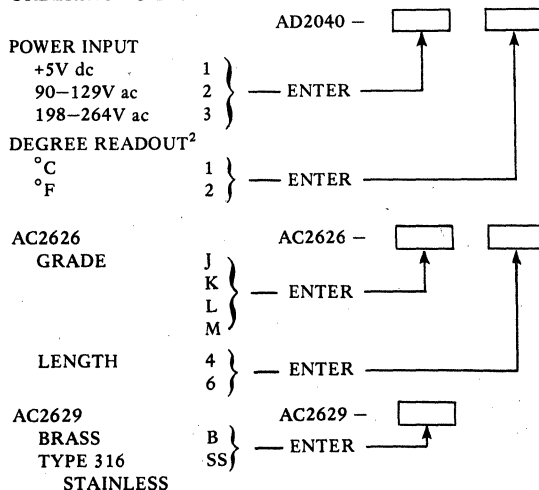 AD2040 –
POWER INPUT
+5V dc 1
90–129V ac 2 — ENTER
198–264V ac 3
DEGREE READOUT²
°C 1
°F 2 — ENTER
AC2626 AC2626 –
GRADE J
K
L — ENTER
M
LENGTH 4
6 — ENTER
AC2629 AC2629 –
BRASS B — ENTER
TYPE 316 SS
STAINLESS